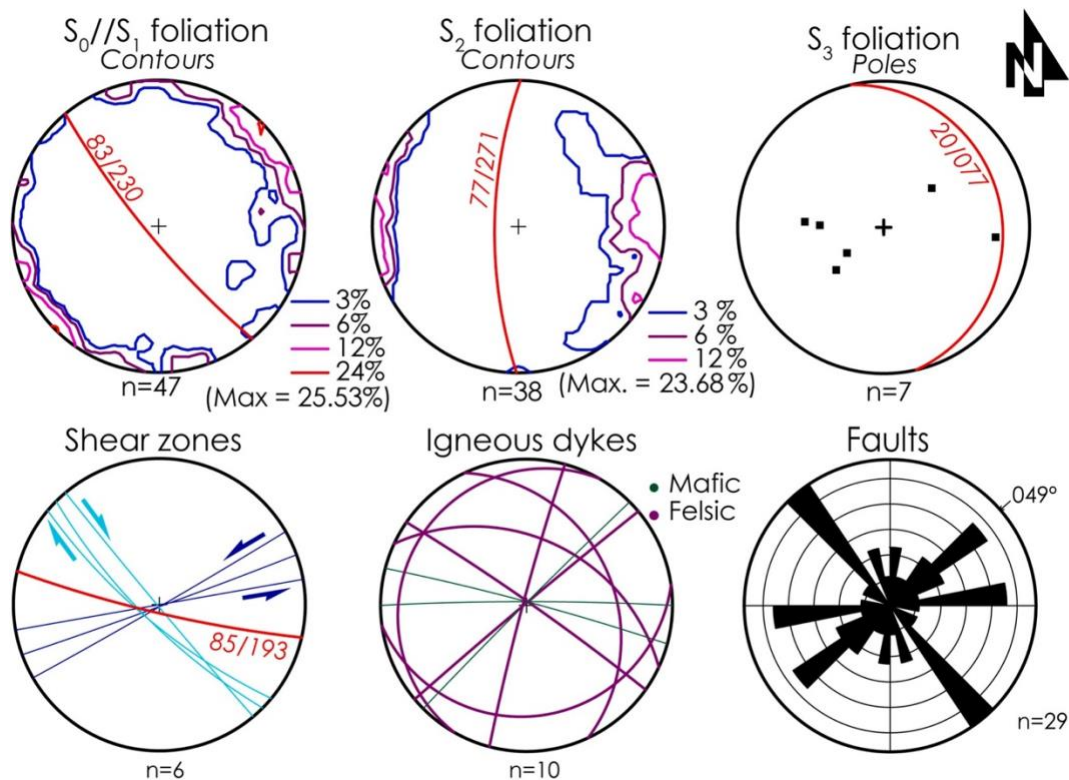 S₀//S₁ foliation
Contours
83/230
3%
6%
12%
24%
n=47
(Max = 25.53%)
S₂ foliation
Contours
77/271
3 %
6 %
12%
n=38
(Max. = 23.68%)
S₃ foliation
Poles
20/077
n=7
N
Shear zones
85/193
n=6
Igneous dykes
Mafic
Felsic
n=10
Faults
049º
n=29